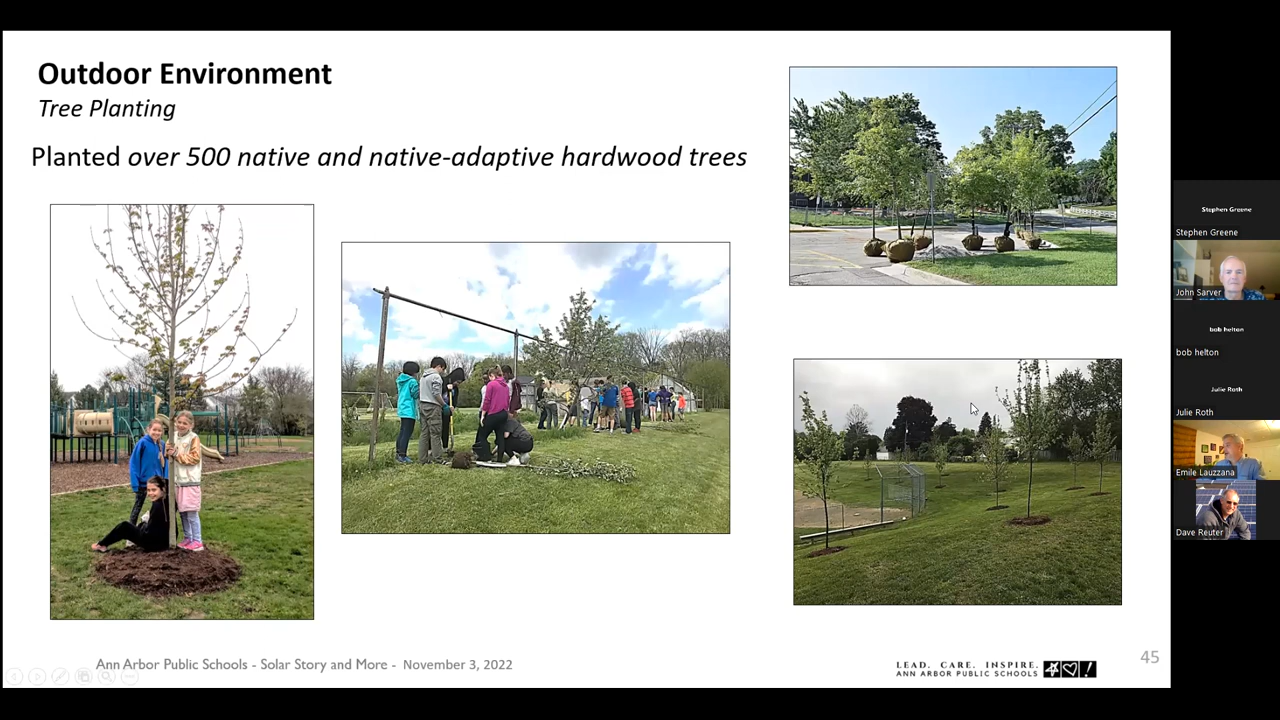 Outdoor Environment
Tree Planting
Planted over 500 native and native-adaptive hardwood trees
Ann Arbor Public Schools - Solar Story and More - November 3, 2022
LEAD. CARE. INSPIRE.
ANN ARBOR PUBLIC SCHOOLS
45
Stephen Greene
Stephen Greene
John Sarver
bob helton
bob helton
Julie Roth
Julie Roth
Emile Lauzzana
Dave Reuter